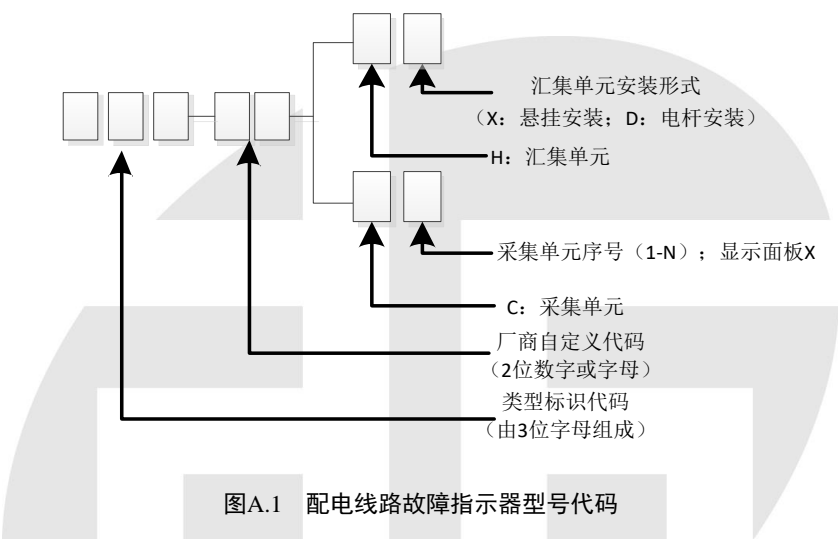 汇集单元安装形式
（X：悬挂安装；D：电杆安装）
H：汇集单元
采集单元序号（1-N）；显示面板X
C：采集单元
厂商自定义代码
（2位数字或字母）
类型标识代码
（由3位字母组成）
图A.1 配电线路故障指示器型号代码